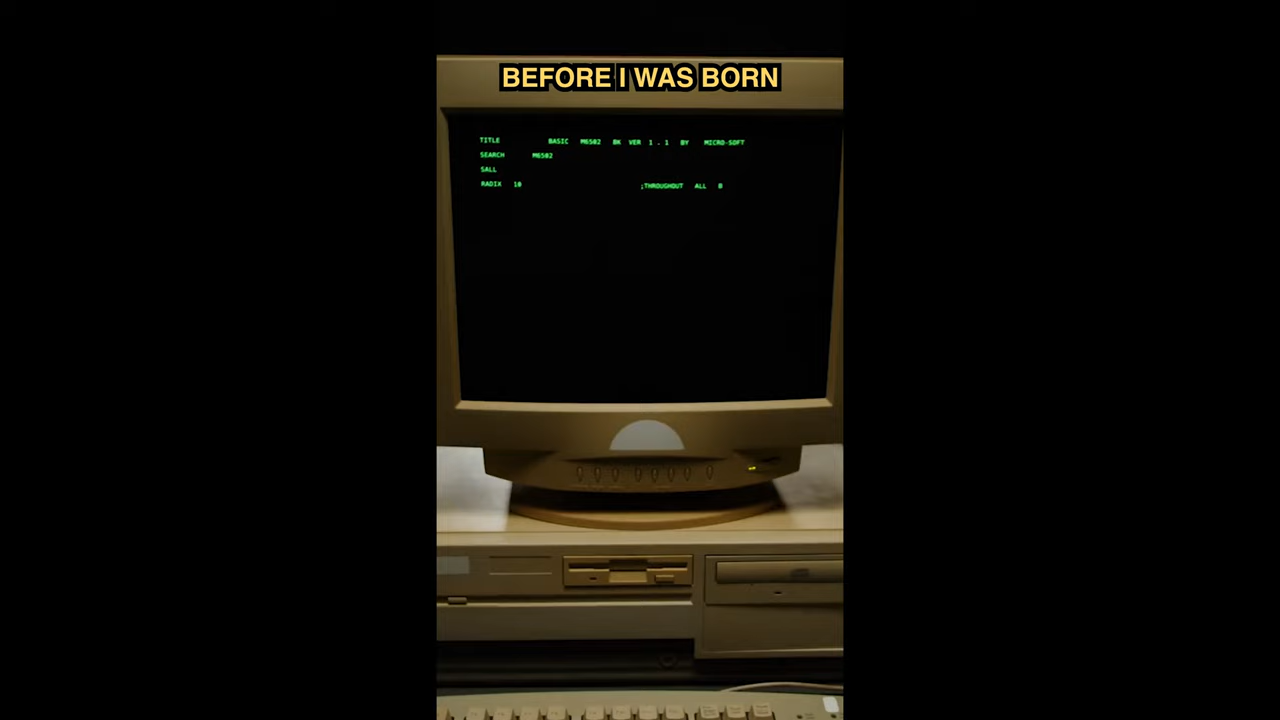 BEFORE I WAS BORN
TITLE BASIC M6502 8K VER 1.1 BY MICRO-SOFT
SEARCH M6502
SALL
RADIX 10 ;THROUGHOUT ALL B